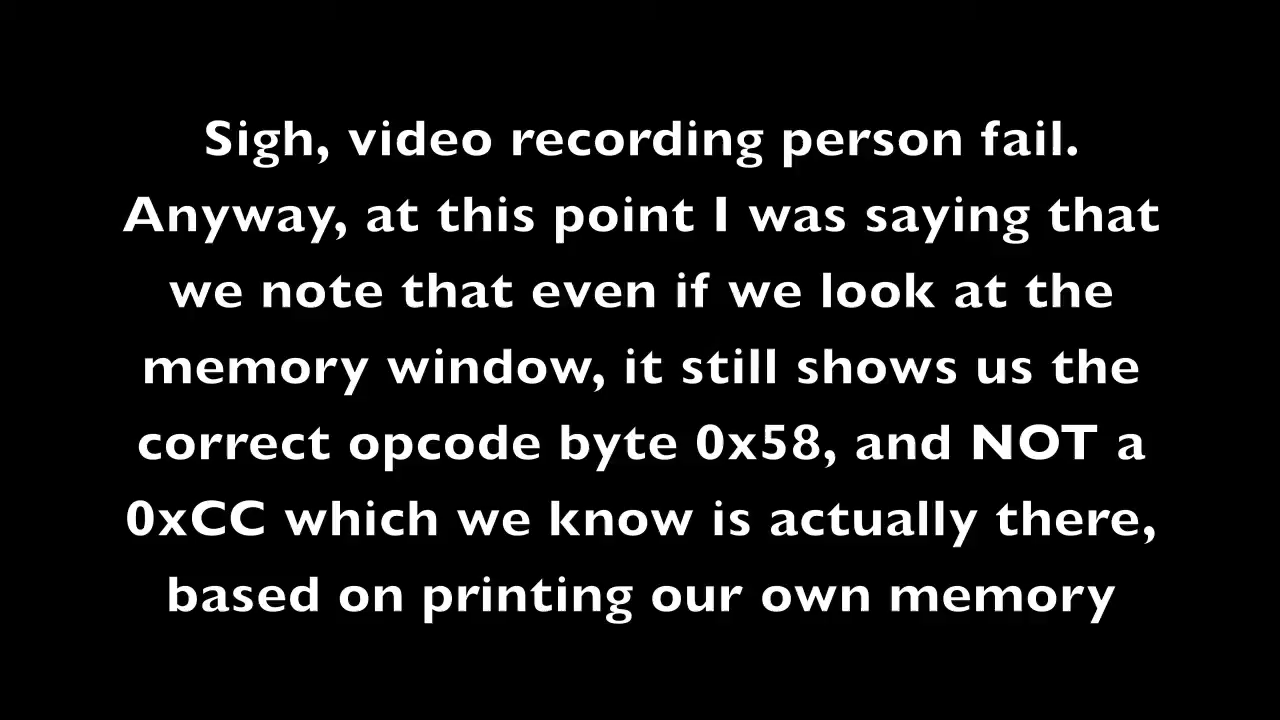 Sigh, video recording person fail.
Anyway, at this point I was saying that
we note that even if we look at the
memory window, it still shows us the
correct opcode byte 0x58, and NOT a
0xCC which we know is actually there,
based on printing our own memory